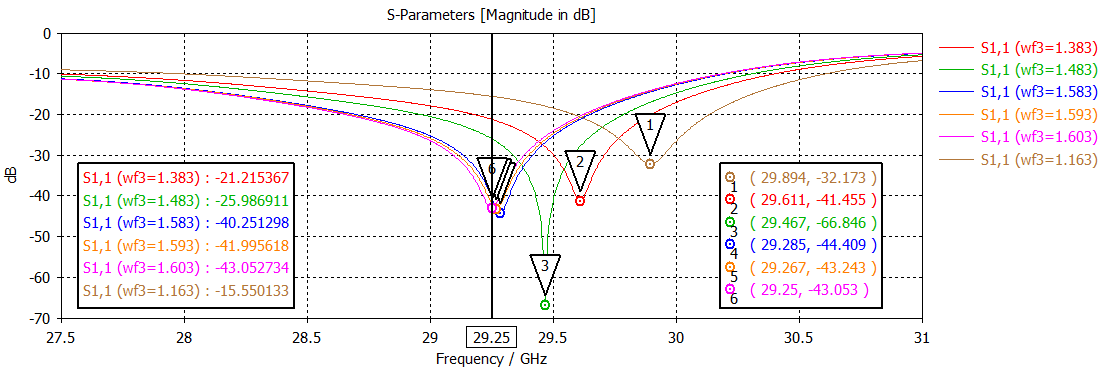 S-Parameters [Magnitude in dB]
0
-10
-20
-30
-40
-50
-60
-70
dB
27.5
28
28.5
29
29.25
29.5
30
30.5
31
Frequency / GHz
1
2
3
6
S1,1 (wf3=1.383) : -21.215367
S1,1 (wf3=1.483) : -25.986911
S1,1 (wf3=1.583) : -40.251298
S1,1 (wf3=1.593) : -41.995618
S1,1 (wf3=1.603) : -43.052734
S1,1 (wf3=1.163) : -15.550133
1 ( 29.894, -32.173 )
2 ( 29.611, -41.455 )
3 ( 29.467, -66.846 )
4 ( 29.285, -44.409 )
5 ( 29.267, -43.243 )
6 ( 29.25, -43.053 )
S1,1 (wf3=1.383)
S1,1 (wf3=1.483)
S1,1 (wf3=1.583)
S1,1 (wf3=1.593)
S1,1 (wf3=1.603)
S1,1 (wf3=1.163)